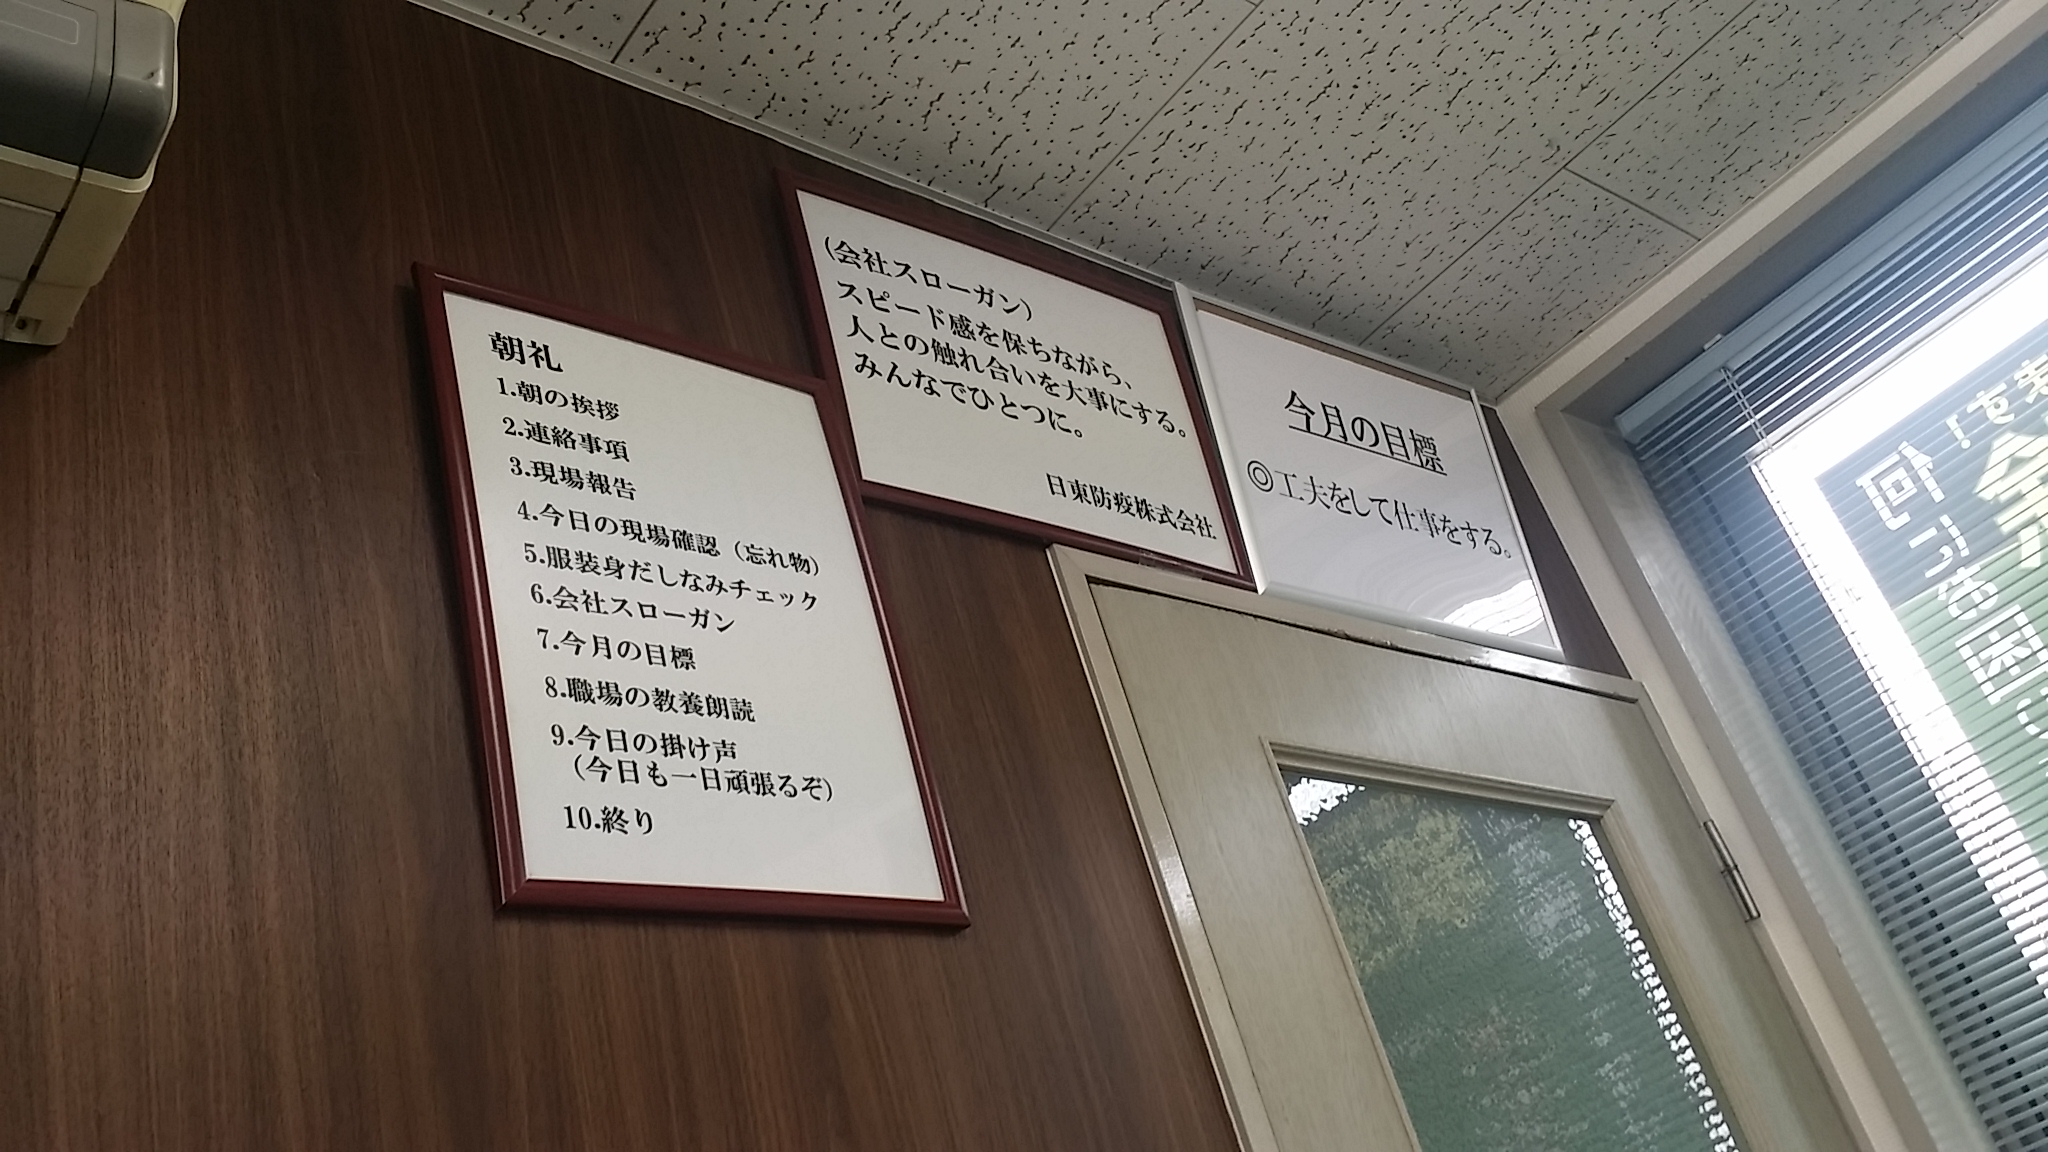 朝礼
1.朝の挨拶
2.連絡事項
3.現場報告
4.今日の現場確認（忘れ物）
5.服装身だしなみチェック
6.会社スローガン
7.今月の目標
8.職場の教養朗読
9.今日の掛け声
（今日も一日頑張るぞ）
10.終り
（会社スローガン）
スピード感を保ちながら、
人との触れ合いを大事にする。
みんなでひとつに。
日東防疫株式会社
今月の目標
◎工夫をして仕事をする。